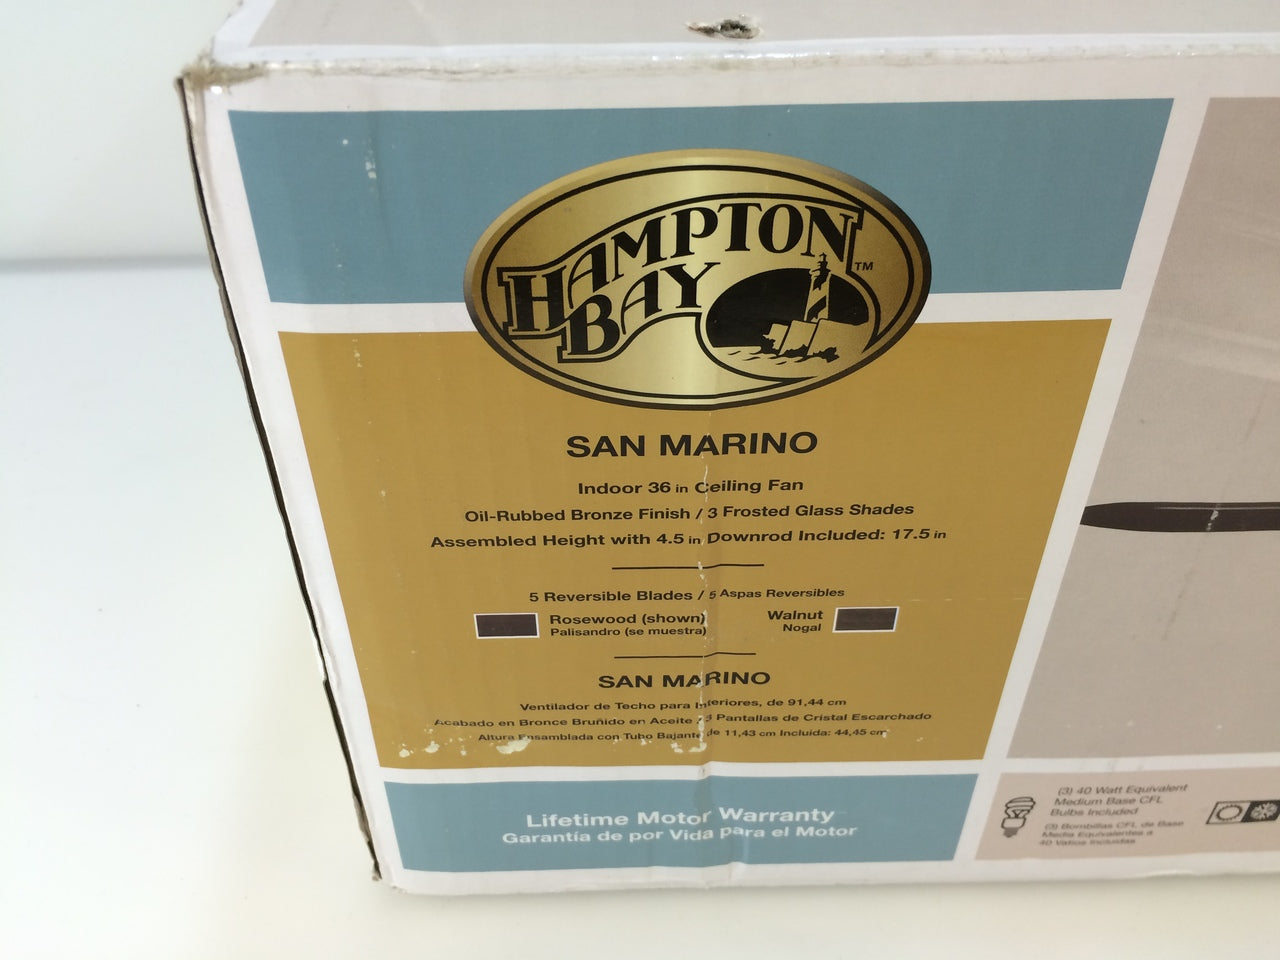 HAMPTON
BAY
TM
SAN MARINO
Indoor 36 in Ceiling Fan
Oil-Rubbed Bronze Finish / 3 Frosted Glass Shades
Assembled Height with 4.5 in Downrod Included: 17.5 in
5 Reversible Blades / 5 Aspas Reversibles
Rosewood (shown)
Palisandro (se muestra)
Walnut
Nogal
SAN MARINO
Ventilador de Techo para Interiores, de 91,44 cm
Acabado en Bronce Bruñido en Aceite / 3 Pantallas de Cristal Escarchado
Altura Ensamblada con Tubo Bajante de 11,43 cm Incluida: 44,45 cm
Lifetime Motor Warranty
Garantía de por Vida para el Motor
(3) 40 Watt Equivalent
Medium Base CFL
Bulbs Included
(3) Bombillas CFL de Base
Media Equivalentes a
40 Vatios Incluidas